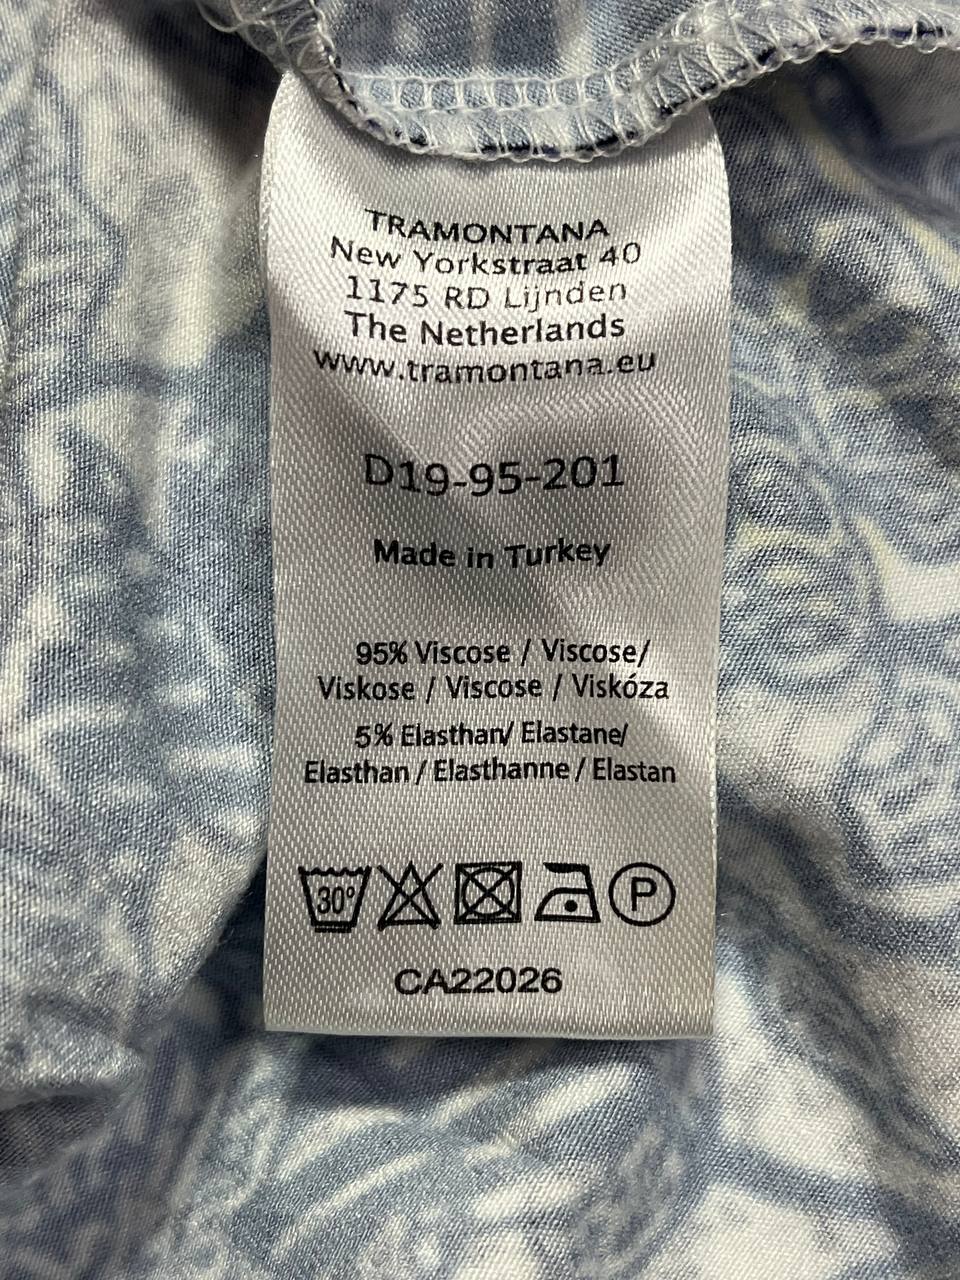 TRAMONTANA
New Yorkstraat 40
1175 RD Lijnden
The Netherlands
www.tramontana.eu
D19-95-201
Made in Turkey
95% Viscose / Viscose/
Viskose / Viscose / Viskóza
5% Elasthan/ Elastane/
Elasthan / Elasthanne / Elastan
30° P
CA22026